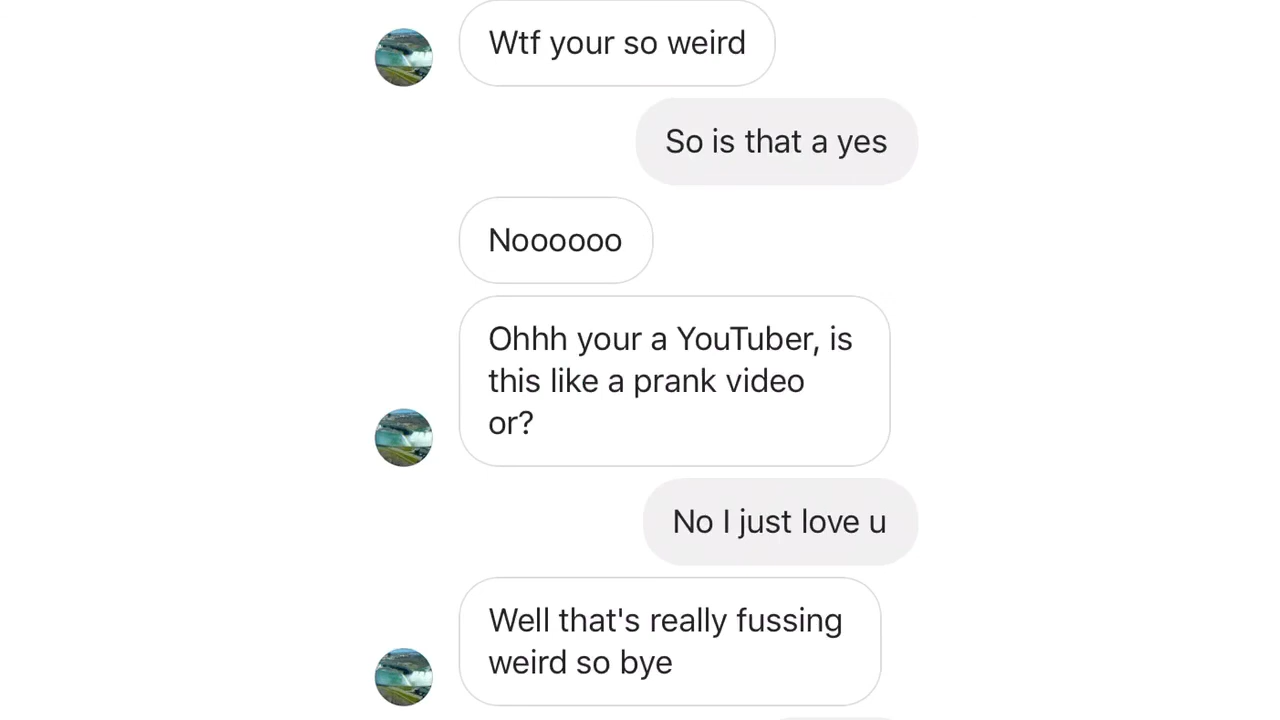 Wtf your so weird
So is that a yes
Noooooo
Ohhh your a YouTuber, is
this like a prank video
or?
No I just love u
Well that's really fussing
weird so bye